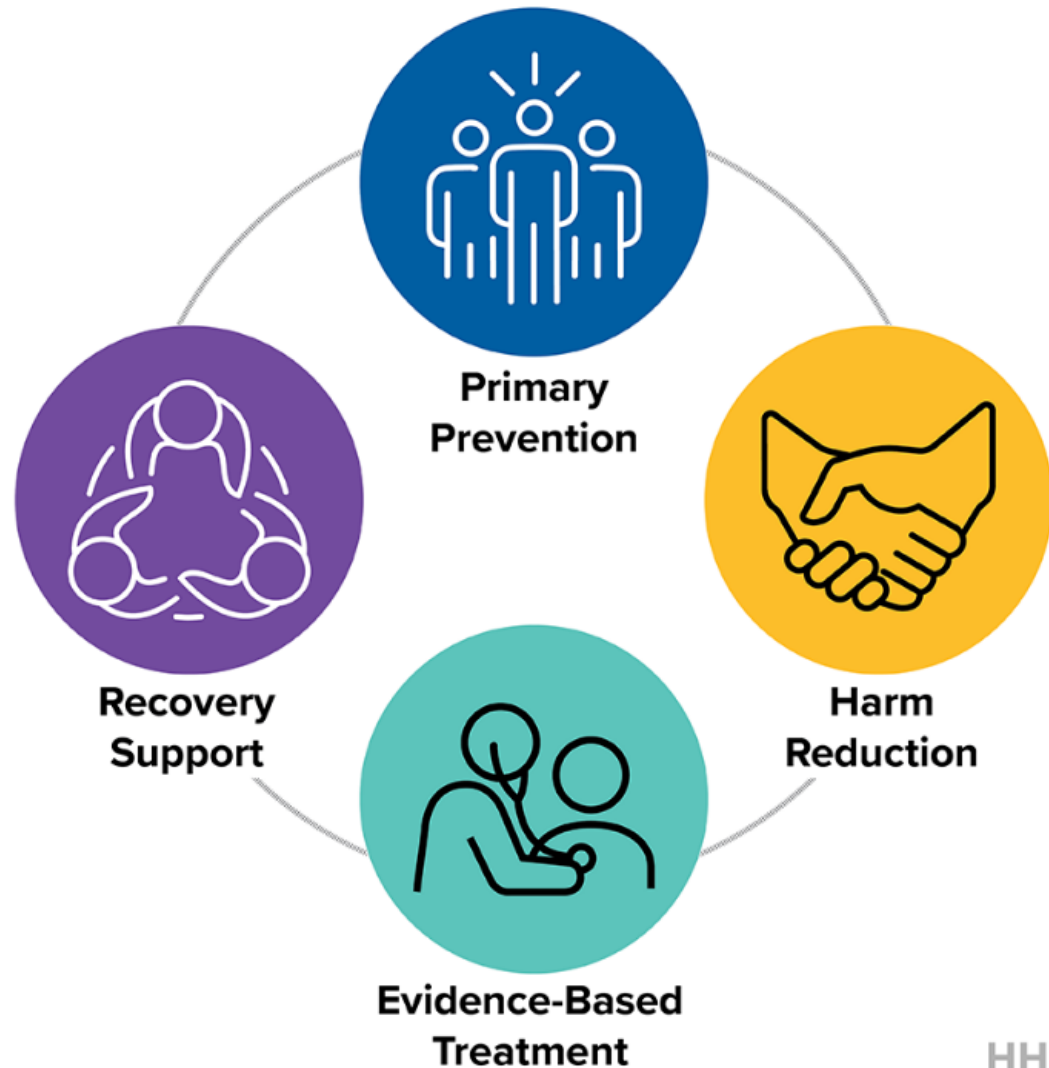 Primary
Prevention
Recovery
Support
Harm
Reduction
Evidence-Based
Treatment
HH